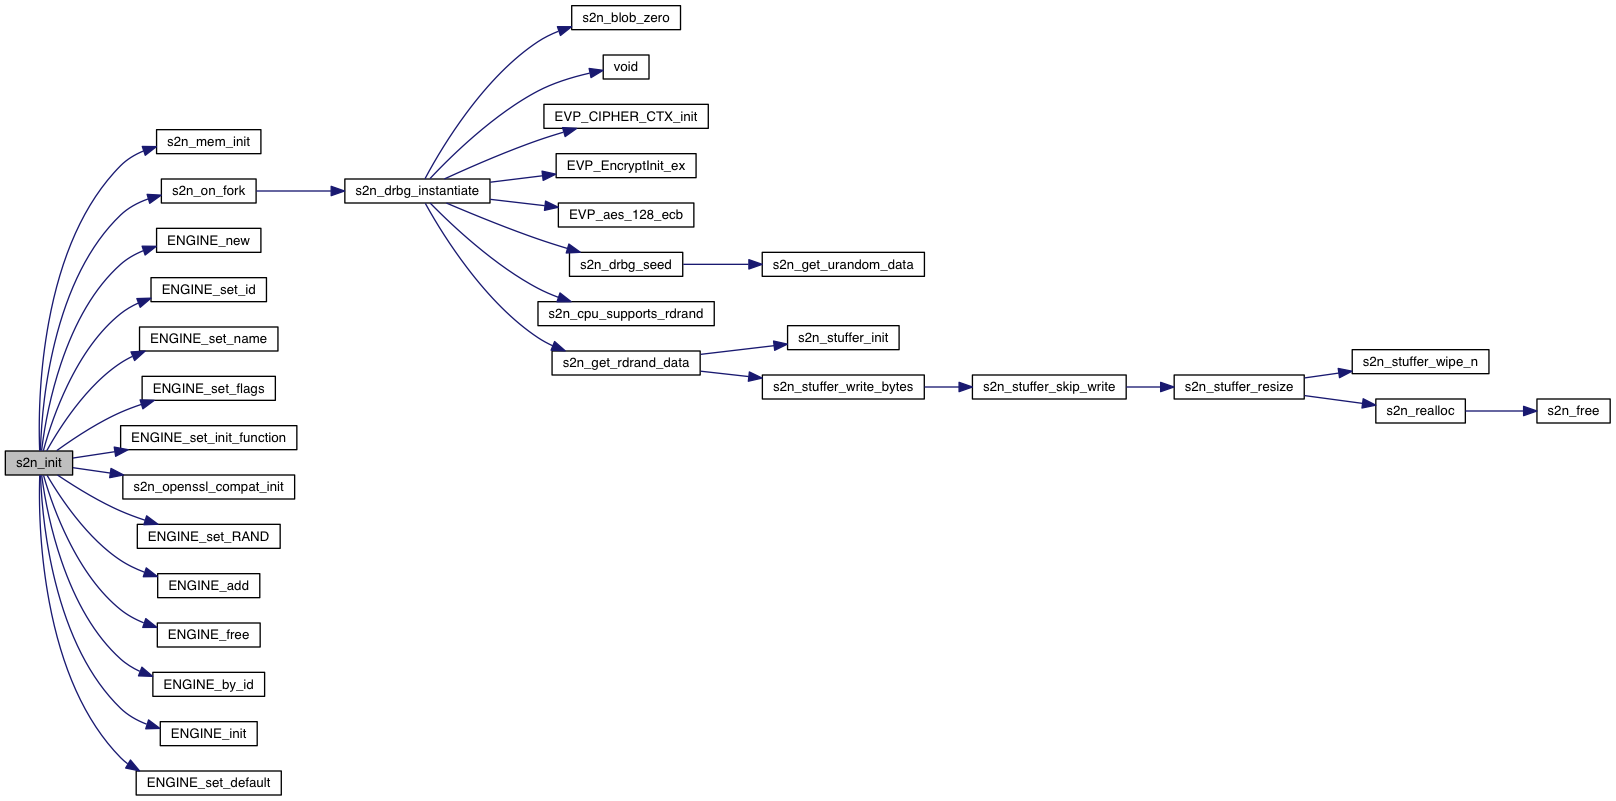 s2n_blob_zero
void
EVP_CIPHER_CTX_init
s2n_mem_init
EVP_EncryptInit_ex
s2n_on_fork
s2n_drbg_instantiate
EVP_aes_128_ecb
ENGINE_new
s2n_drbg_seed
s2n_get_urandom_data
ENGINE_set_id
s2n_cpu_supports_rdrand
ENGINE_set_name
s2n_stuffer_init
s2n_get_rdrand_data
s2n_stuffer_wipe_n
ENGINE_set_flags
s2n_stuffer_write_bytes
s2n_stuffer_skip_write
s2n_stuffer_resize
s2n_realloc
s2n_free
ENGINE_set_init_function
s2n_init
s2n_openssl_compat_init
ENGINE_set_RAND
ENGINE_add
ENGINE_free
ENGINE_by_id
ENGINE_init
ENGINE_set_default